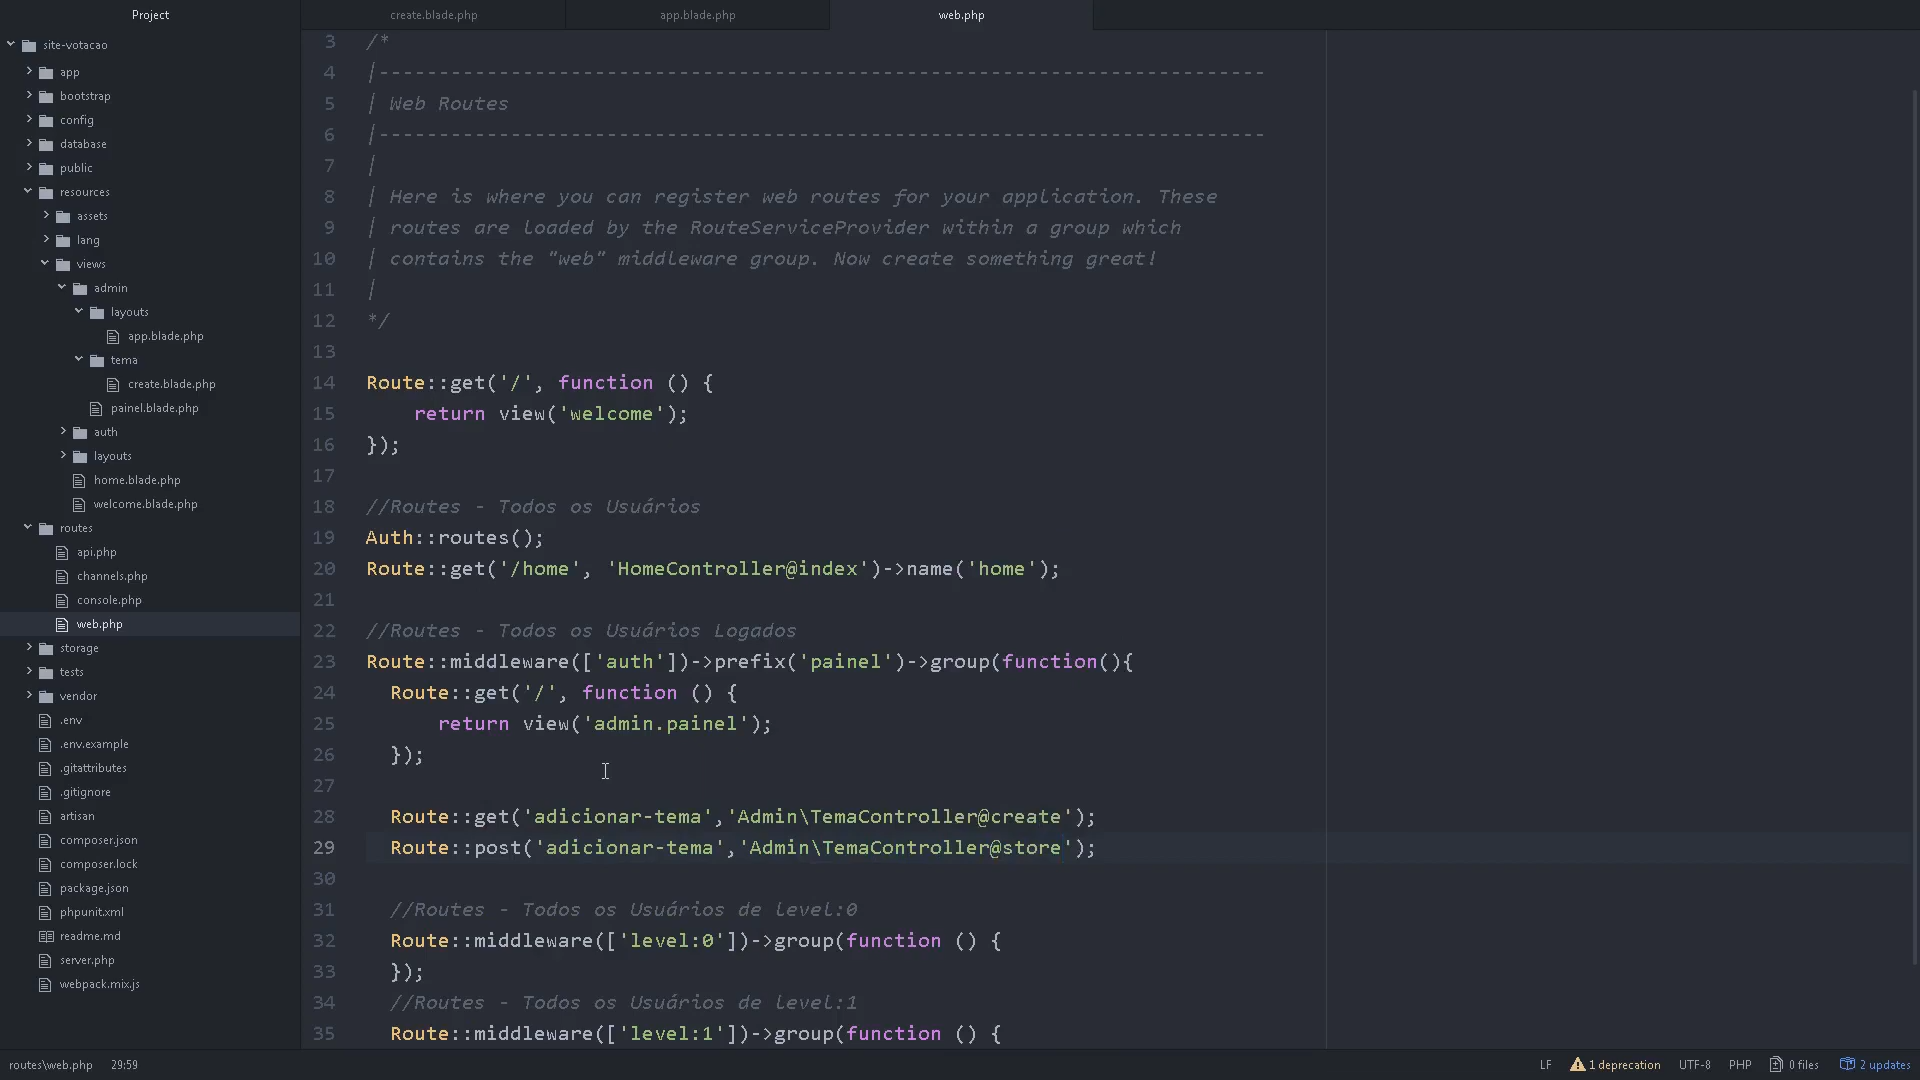 Project
create.blade.php
app.blade.php
web.php
site-votacao
app
bootstrap
config
database
public
resources
assets
lang
views
admin
layouts
app.blade.php
tema
create.blade.php
painel.blade.php
auth
layouts
home.blade.php
welcome.blade.php
routes
api.php
channels.php
console.php
web.php
storage
tests
vendor
.env
.env.example
.gitattributes
.gitignore
artisan
composer.json
composer.lock
package.json
phpunit.xml
readme.md
server.php
webpack.mix.js
3 /*
4 |--------------------------------------------------------------------------
5 | Web Routes
6 |--------------------------------------------------------------------------
7 |
8 | Here is where you can register web routes for your application. These
9 | routes are loaded by the RouteServiceProvider within a group which
10 | contains the "web" middleware group. Now create something great!
11 |
12 */
13
14 Route::get('/', function () {
15     return view('welcome');
16 });
17
18 //Routes - Todos os Usuários
19 Auth::routes();
20 Route::get('/home', 'HomeController@index')->name('home');
21
22 //Routes - Todos os Usuários Logados
23 Route::middleware(['auth'])->prefix('painel')->group(function(){
24   Route::get('/', function () {
25       return view('admin.painel');
26   });
27
28   Route::get('adicionar-tema','Admin\TemaController@create');
29   Route::post('adicionar-tema','Admin\TemaController@store');
30
31   //Routes - Todos os Usuários de level:0
32   Route::middleware(['level:0'])->group(function () {
33   });
34   //Routes - Todos os Usuários de level:1
35   Route::middleware(['level:1'])->group(function () {
routes\web.php 29:59
LF 1 deprecation UTF-8 PHP 0 files 2 updates